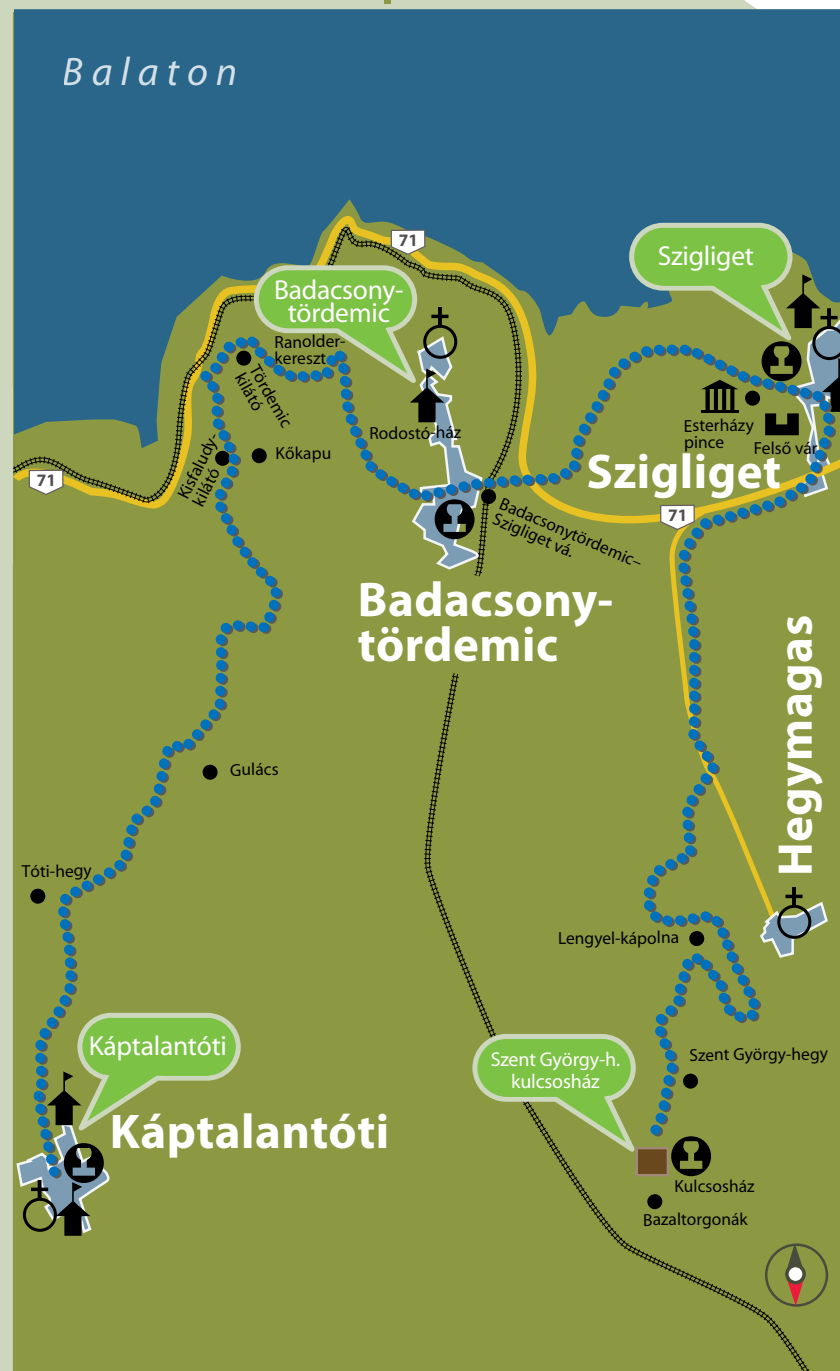 Balaton
71
Szigliget
Badacsony-
tördemic
Ranolder-
kereszt
Tördemic
kilátó
Kisfaludy-
kilátó
Kőkapu
Rodostó-ház
Esterházy
pince
Felső vár
71
Szigliget
71
Badacsonytördemic–
Szigliget vá.
Badacsony-
tördemic
Hegymagas
Gulács
Tóti-hegy
Lengyel-kápolna
Káptalantóti
Szent György-h.
kulcsosház
Szent György-hegy
Káptalantóti
Kulcsosház
Bazaltorgonák